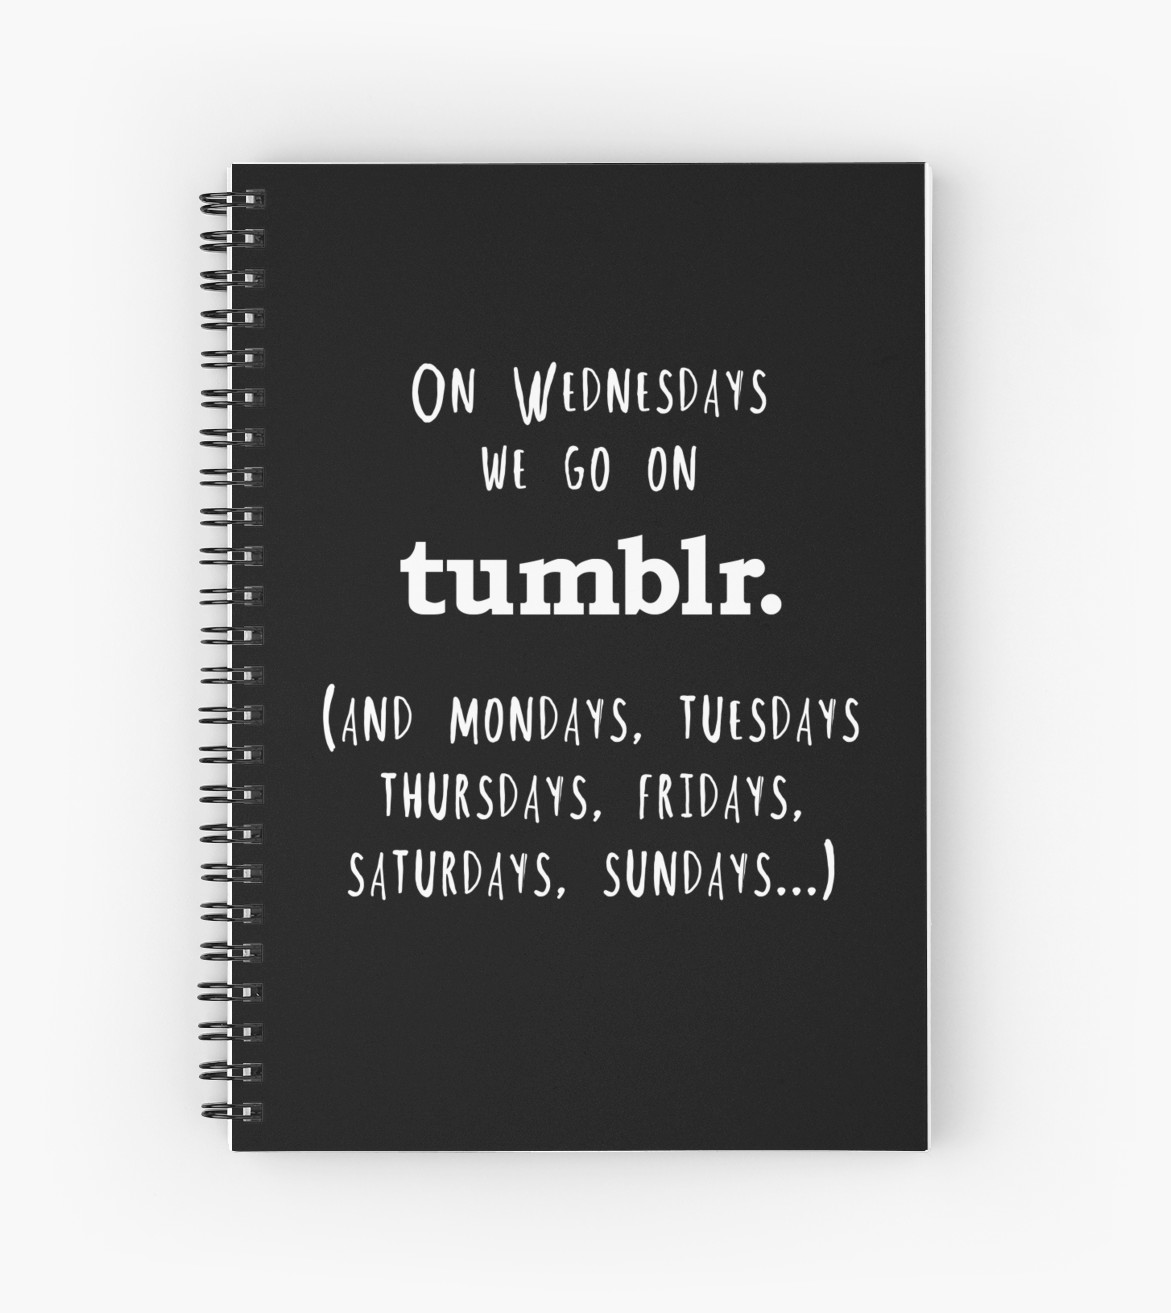 On Wednesdays
we go on
tumblr.
(and mondays, tuesdays
thursdays, fridays,
saturdays, sundays...)